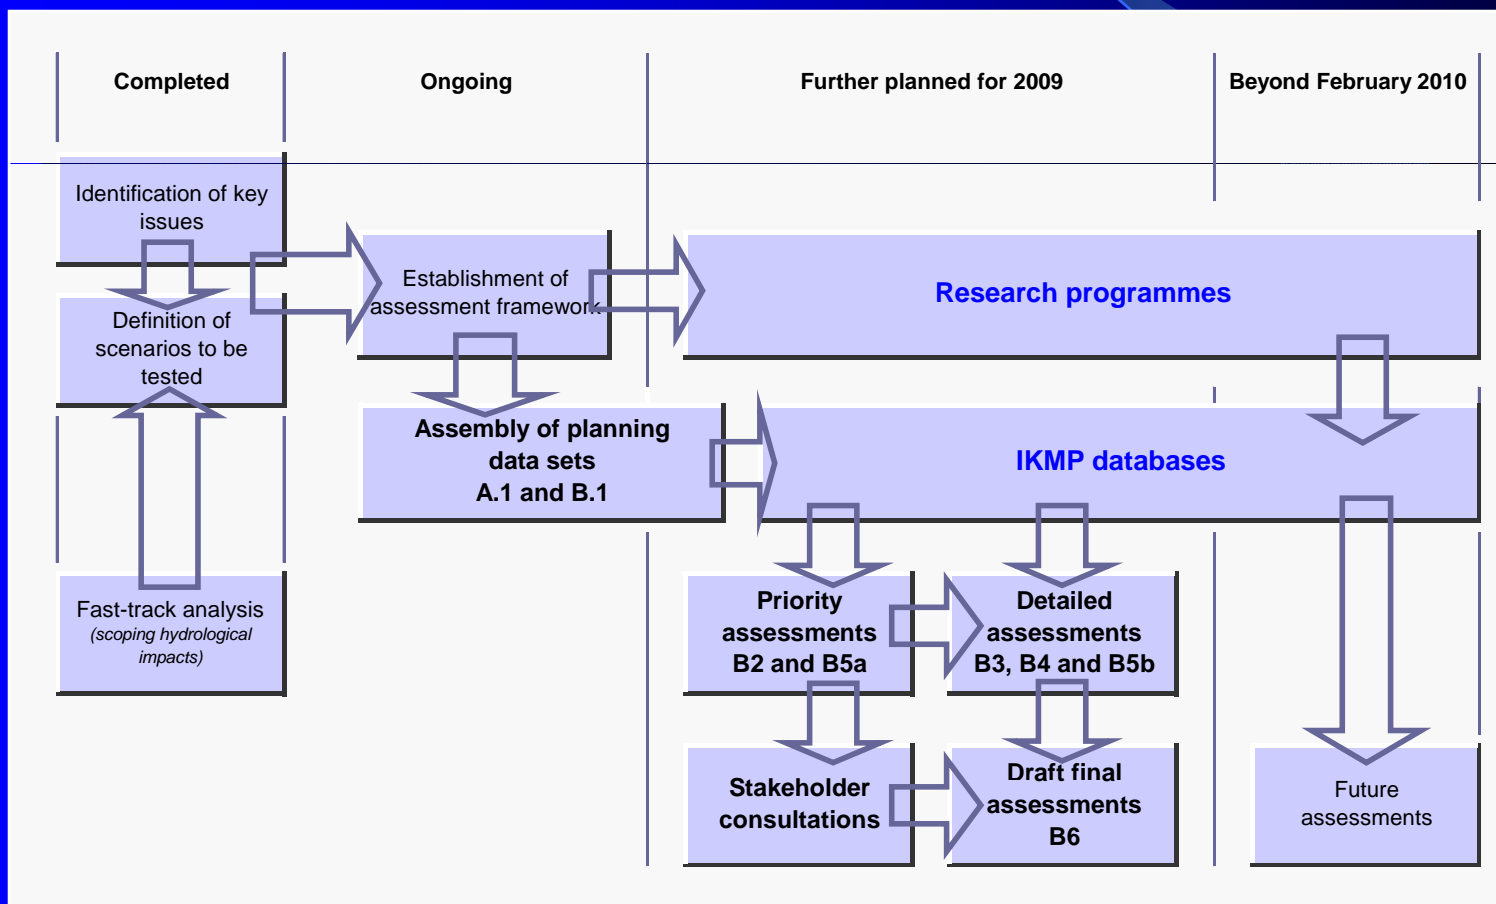 Completed
Ongoing
Further planned for 2009
Beyond February 2010
Identification of key
issues
Definition of
scenarios to be
tested
Fast-track analysis
(scoping hydrological
impacts)
Establishment of
assessment framework
Assembly of planning
data sets
A.1 and B.1
Research programmes
IKMP databases
Priority
assessments
B2 and B5a
Detailed
assessments
B3, B4 and B5b
Stakeholder
consultations
Draft final
assessments
B6
Future
assessments